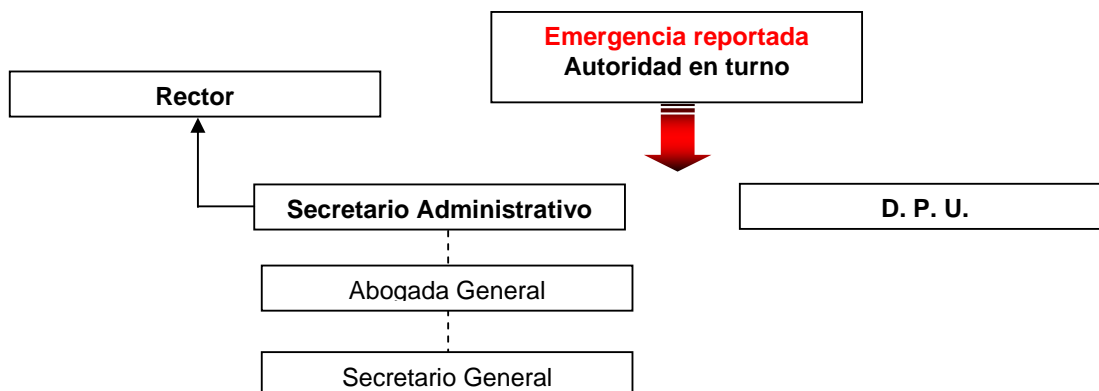 Emergencia reportada
Autoridad en turno
Rector
Secretario Administrativo
D. P. U.
Abogada General
Secretario General